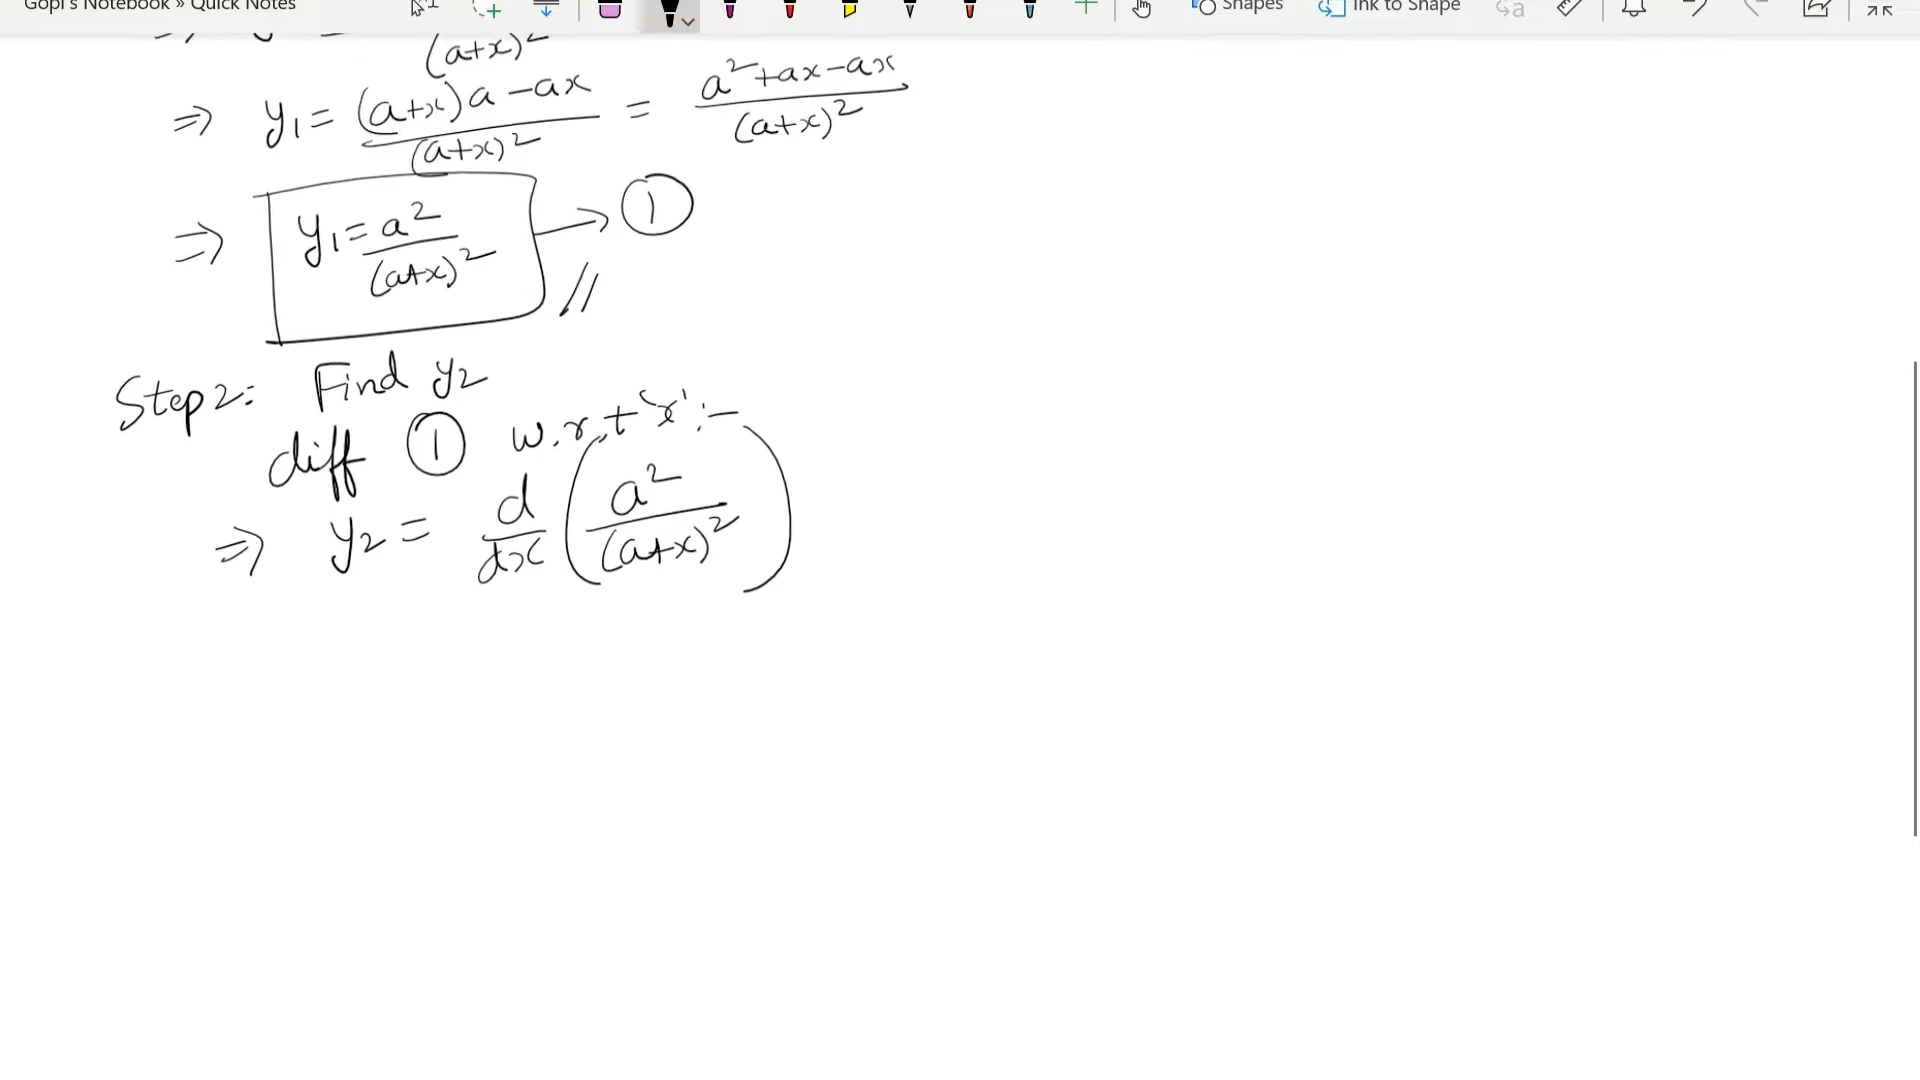 Gopi's Notebook » Quick Notes Shapes Ink to Shape
(a+x)²
⇒ y₁ = (a+x)a - ax / (a+x)² = a² + ax - ax / (a+x)²
⇒ y₁ = a² / (a+x)² → ①
Step 2: Find y₂
diff ① w.r.t 'x' :-
⇒ y₂ = d/dx (a² / (a+x)²)